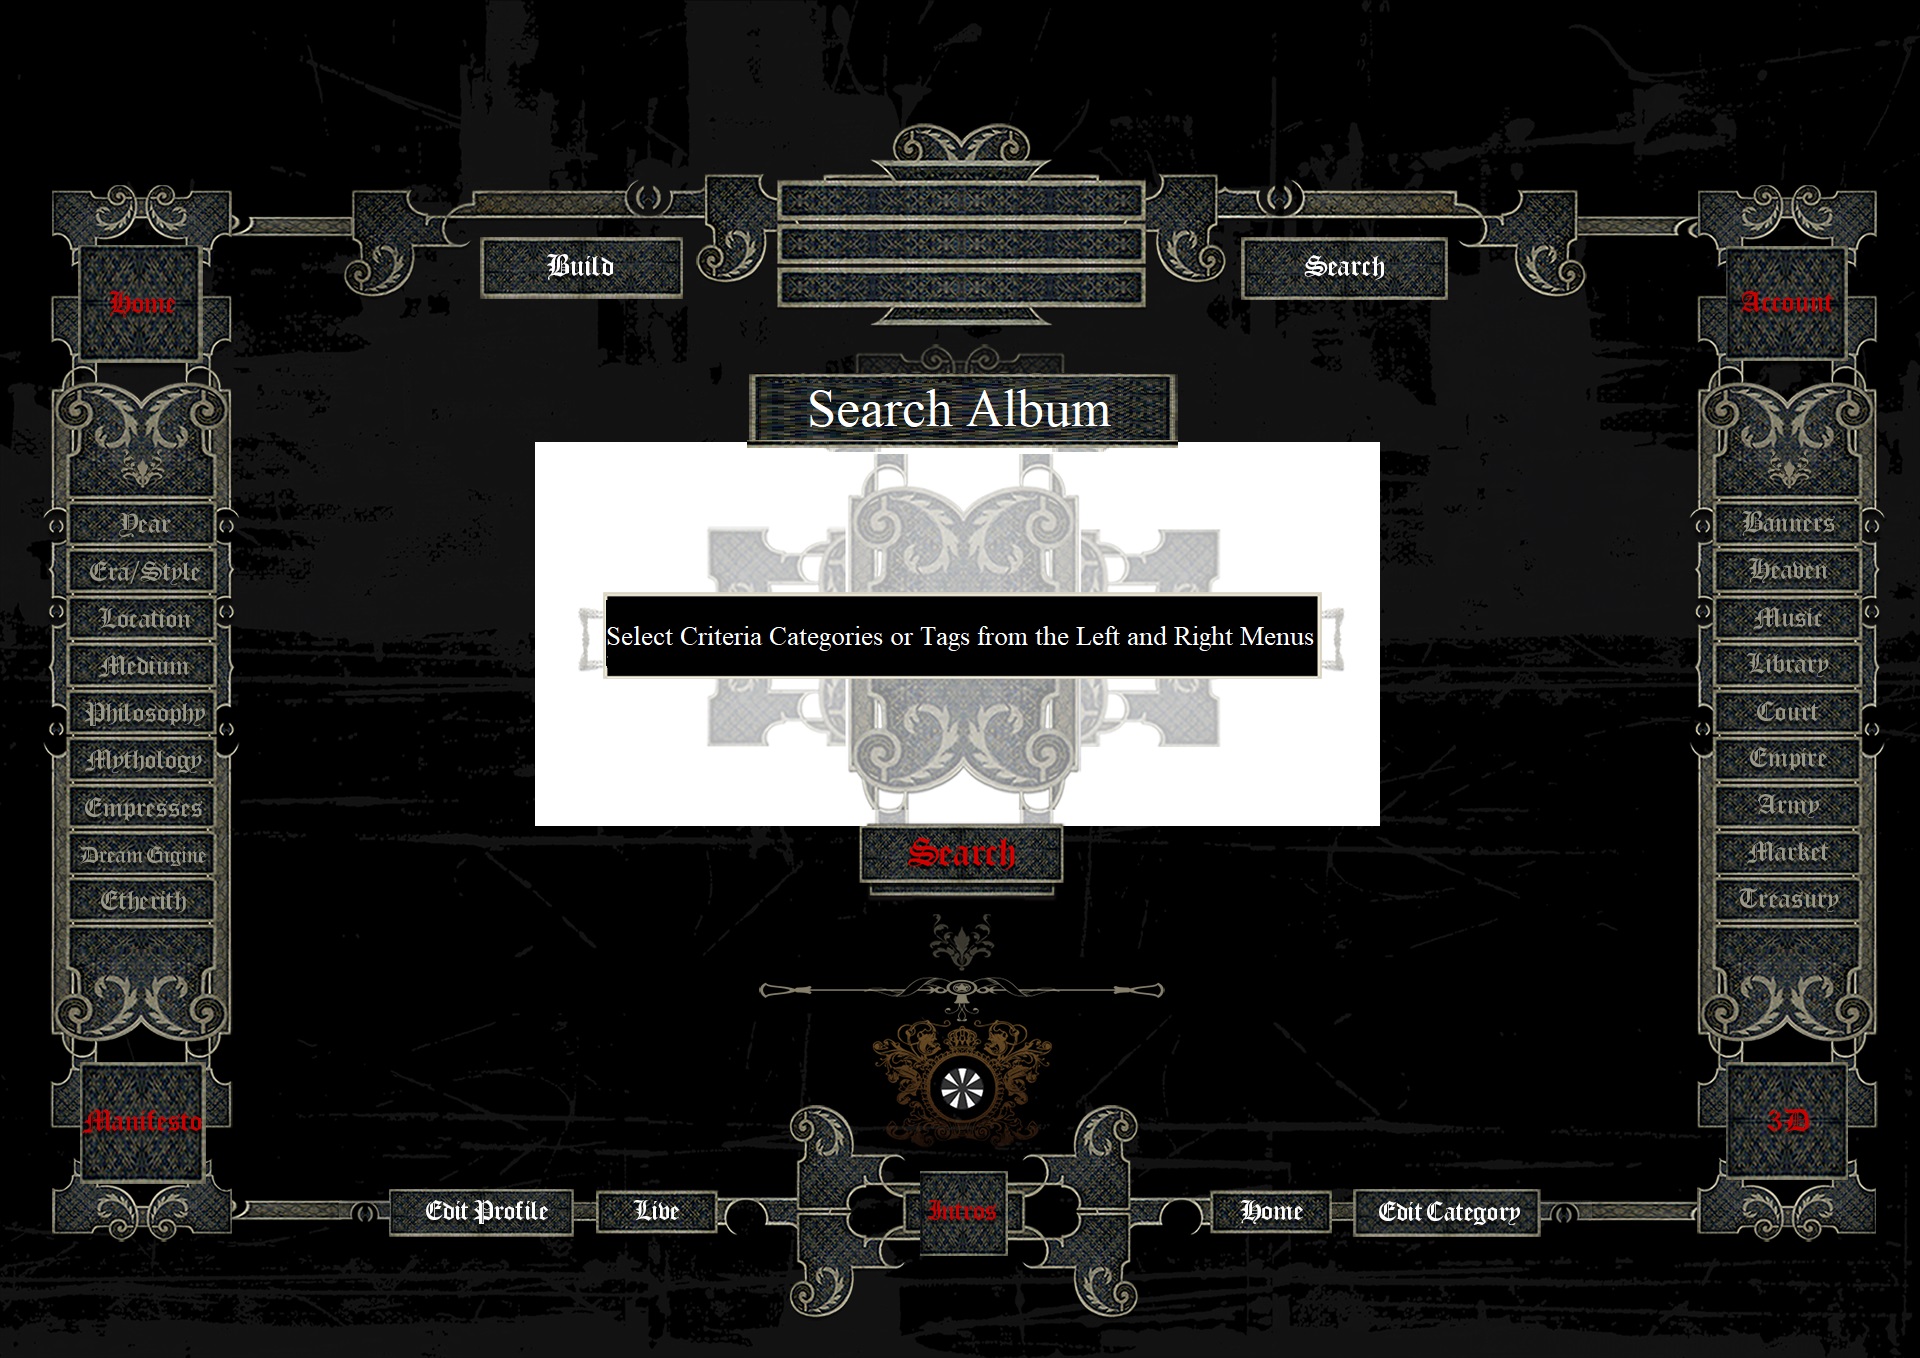 Build
Search
Home
Account
Search Album
Year
Era/Style
Location
Medium
Philosophy
Mythology
Empresses
Dream Engine
Etherith
Select Criteria Categories or Tags from the Left and Right Menus
Banners
Heaven
Music
Library
Court
Empire
Army
Market
Treasury
Search
Manifesto
3D
Edit Profile
Live
Intros
Home
Edit Category